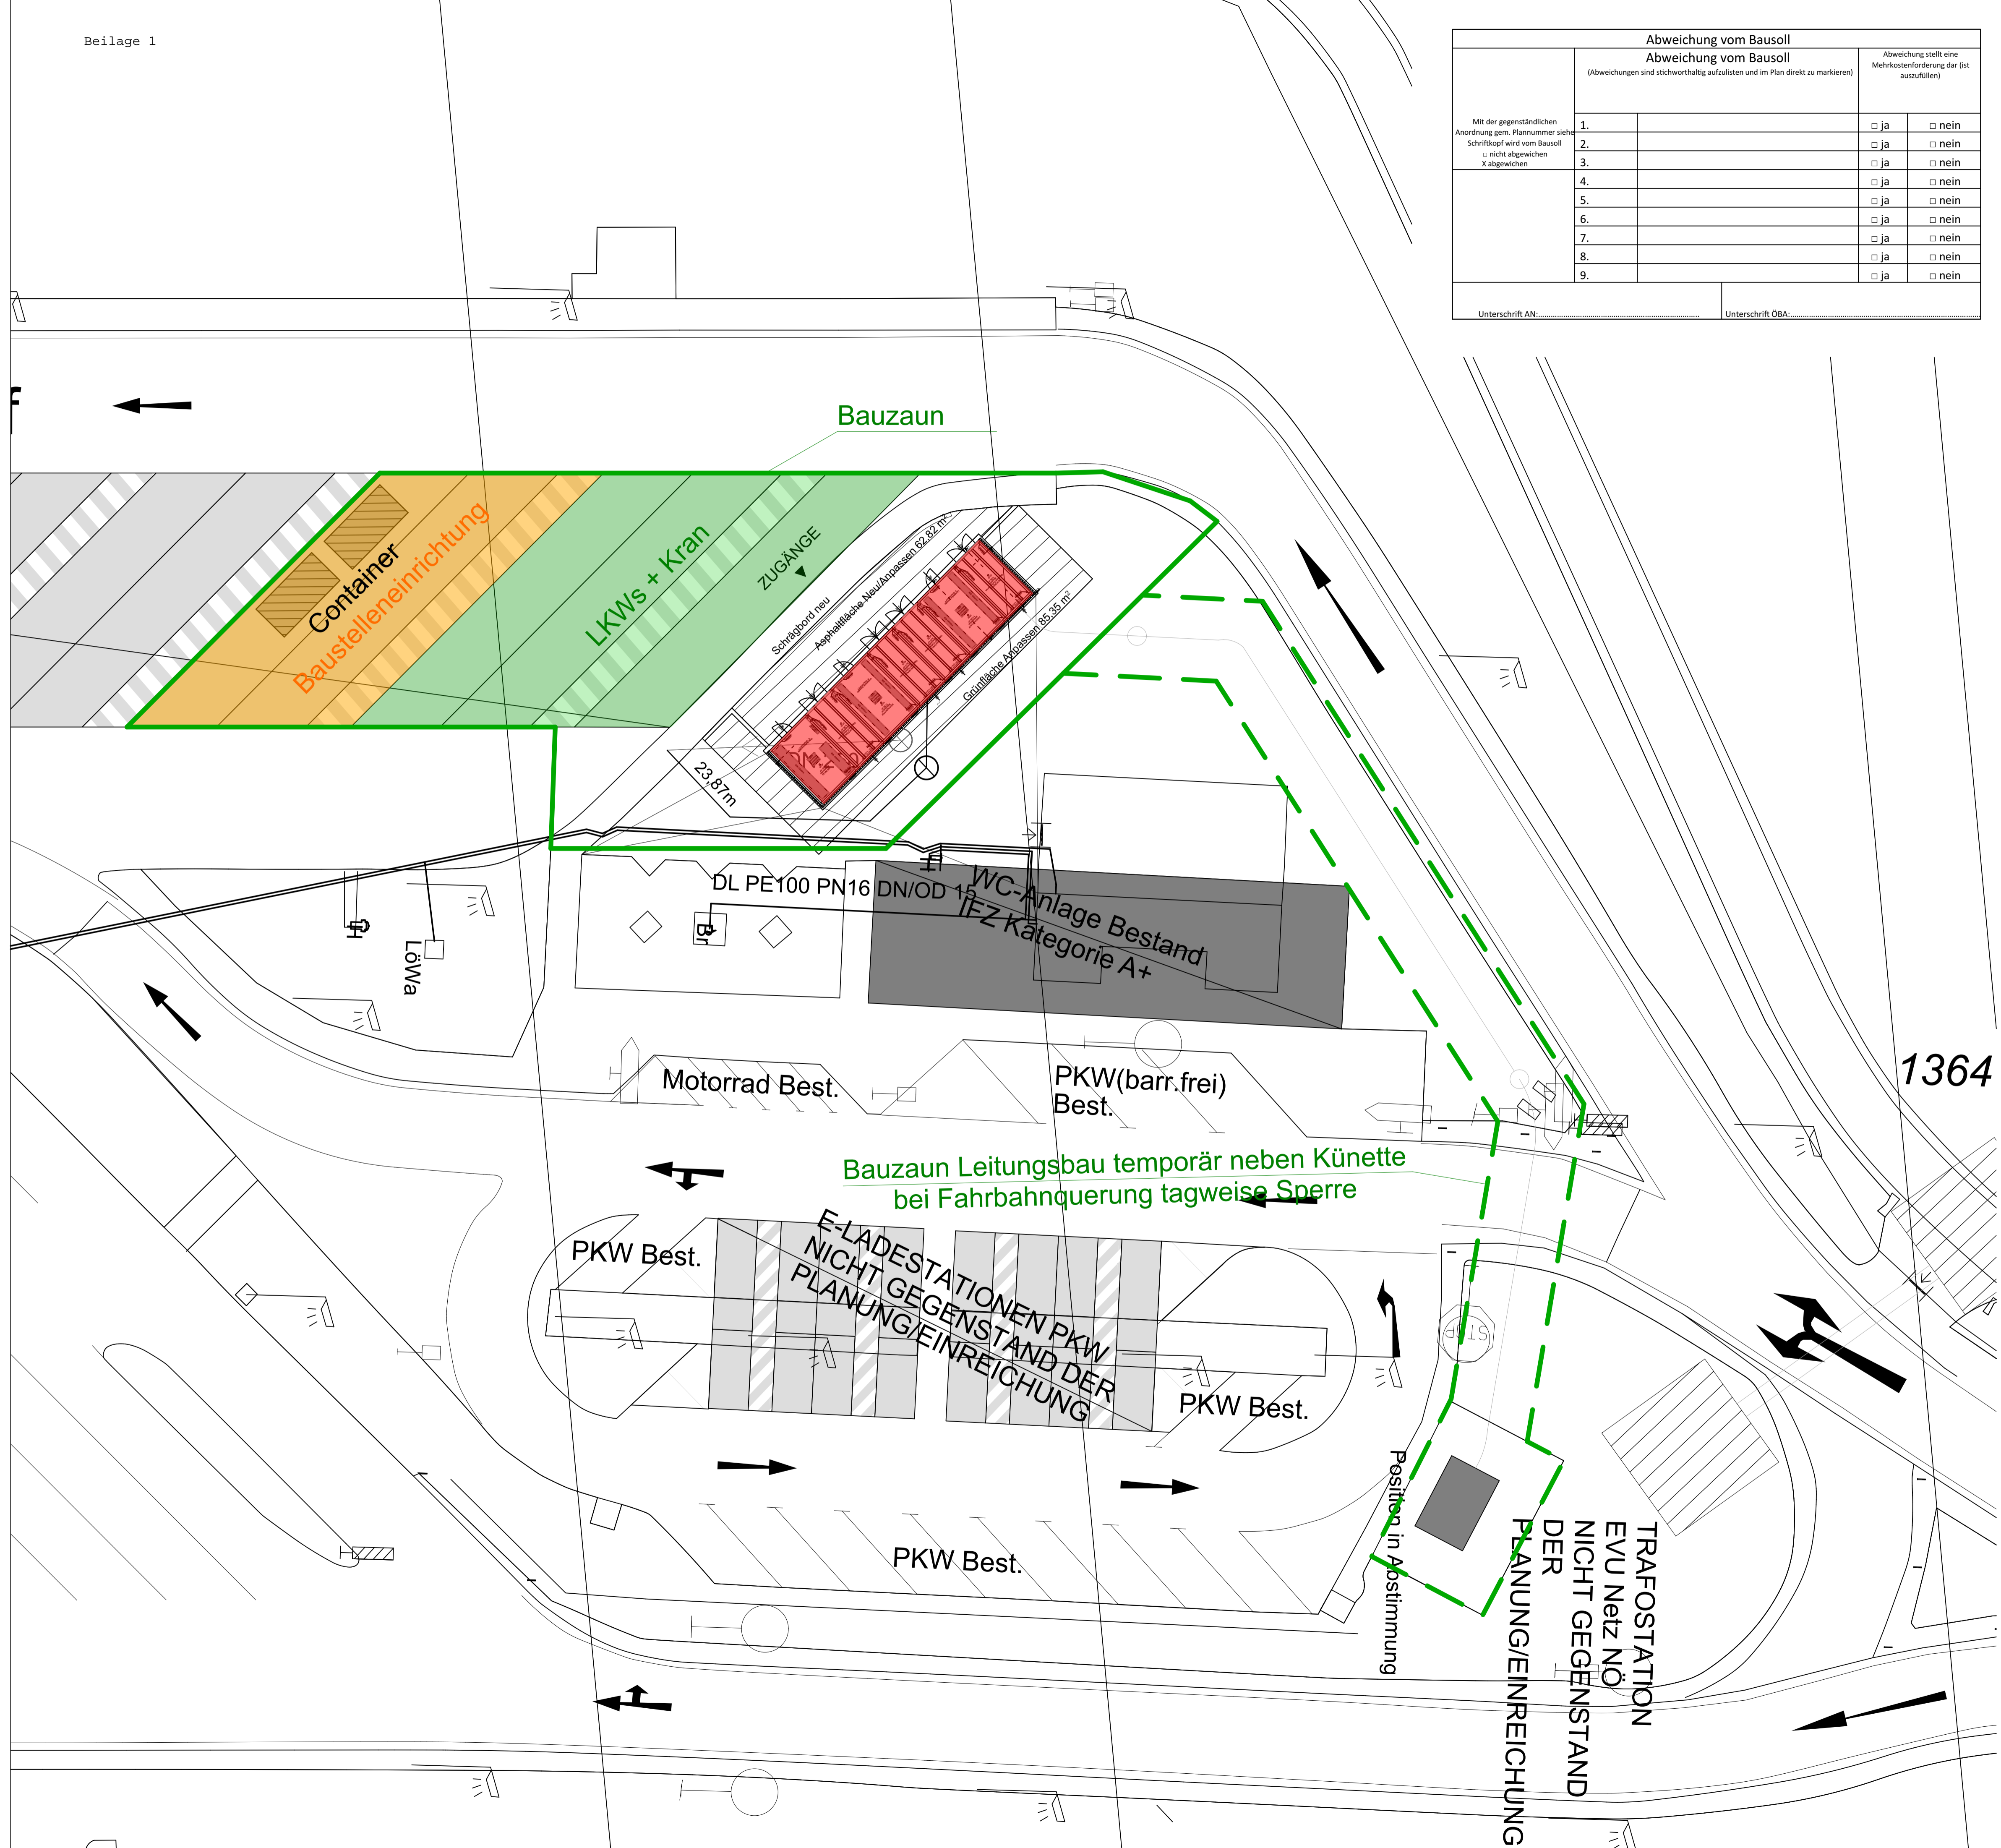 Beilage 1
Abweichung vom Bausoll
Abweichung vom Bausoll
(Abweichungen sind stichworthaltig aufzulisten und im Plan direkt zu markieren)
Abweichung stellt eine
Mehrkostenforderung dar (ist
auszufüllen)
Mit der gegenständlichen
Anordnung gem. Plannummer siehe
Schriftkopf wird vom Bausoll
□ nicht abgewichen
X abgewichen
1. □ ja □ nein
2. □ ja □ nein
3. □ ja □ nein
4. □ ja □ nein
5. □ ja □ nein
6. □ ja □ nein
7. □ ja □ nein
8. □ ja □ nein
9. □ ja □ nein
Unterschrift AN:
Unterschrift ÖBA:
f
Bauzaun
Container
Baustelleneinrichtung
LKWs + Kran
ZUGÄNGE
Schrägbord neu
Asphaltfläche Neu/Anpassen 62,82 m²
Grünfläche Anpassen 85,35 m²
23,87m
DL PE100 PN16 DN/OD 15
WC-Anlage Bestand
IFZ Kategorie A+
Br
H
LöWa
Motorrad Best.
PKW(barr.frei)
Best.
1364
Bauzaun Leitungsbau temporär neben Künette
bei Fahrbahnquerung tagweise Sperre
PKW Best.
E-LADESTATIONEN PKW
NICHT GEGENSTAND DER
PLANUNG/EINREICHUNG
PKW Best.
STOP
PKW Best.
Position in Abstimmung
TRAFOSTATION
EVU Netz NÖ
NICHT GEGENSTAND
DER
PLANUNG/EINREICHUNG